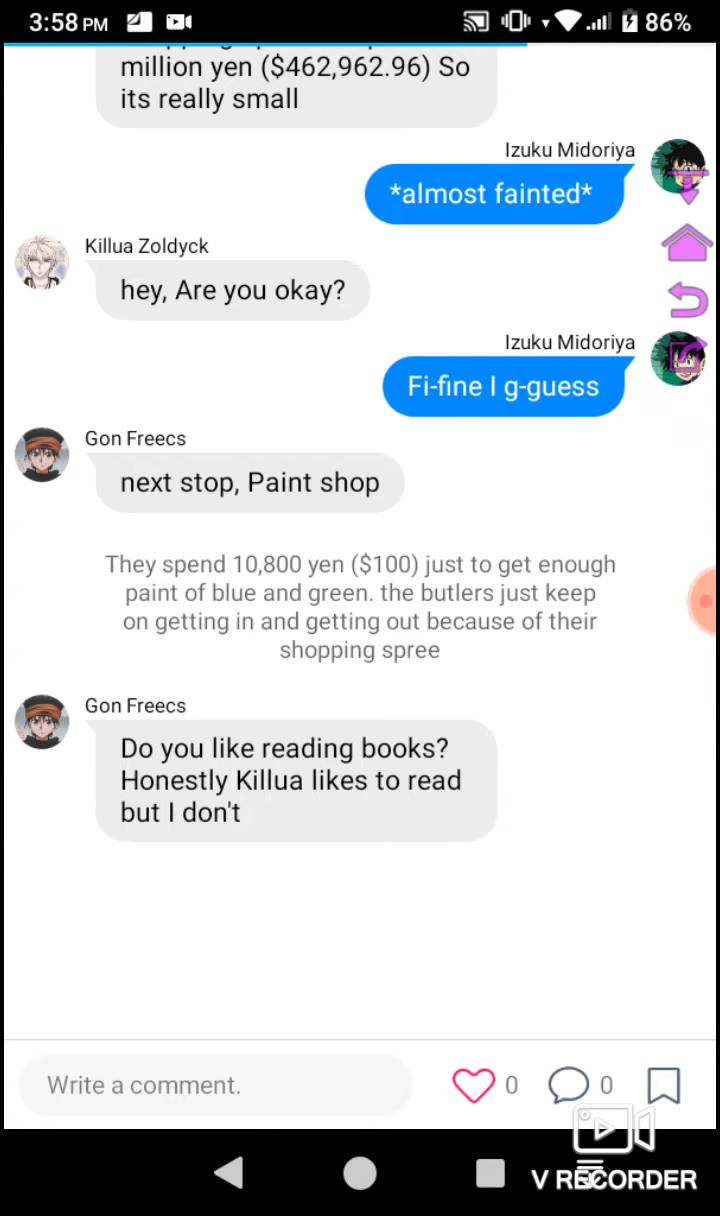 3:58 PM
86%
million yen ($462,962.96) So
its really small
Izuku Midoriya
*almost fainted*
Killua Zoldyck
hey, Are you okay?
Izuku Midoriya
Fi-fine I g-guess
Gon Freecs
next stop, Paint shop
They spend 10,800 yen ($100) just to get enough
paint of blue and green. the butlers just keep
on getting in and getting out because of their
shopping spree
Gon Freecs
Do you like reading books?
Honestly Killua likes to read
but I don't
Write a comment.
0
0
V RECORDER